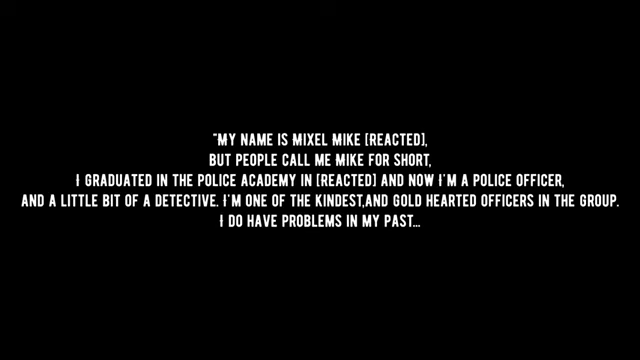 "MY NAME IS MIXEL MIKE [REACTED],
BUT PEOPLE CALL ME MIKE FOR SHORT,
I GRADUATED IN THE POLICE ACADEMY IN [REACTED] AND NOW I'M A POLICE OFFICER,
AND A LITTLE BIT OF A DETECTIVE. I'M ONE OF THE KINDEST,AND GOLD HEARTED OFFICERS IN THE GROUP.
I DO HAVE PROBLEMS IN MY PAST...